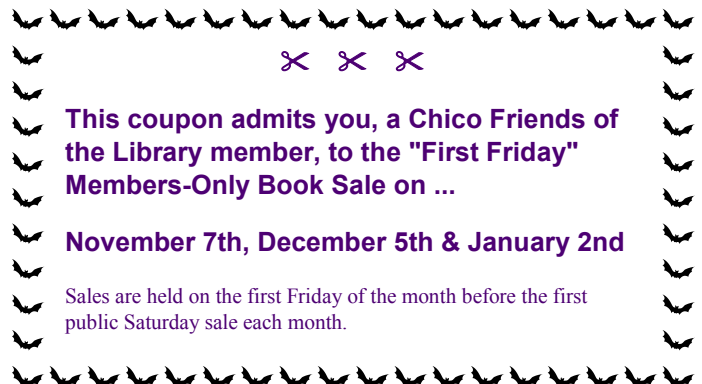 This coupon admits you, a Chico Friends of
the Library member, to the "First Friday"
Members-Only Book Sale on ...
November 7th, December 5th & January 2nd
Sales are held on the first Friday of the month before the first
public Saturday sale each month.